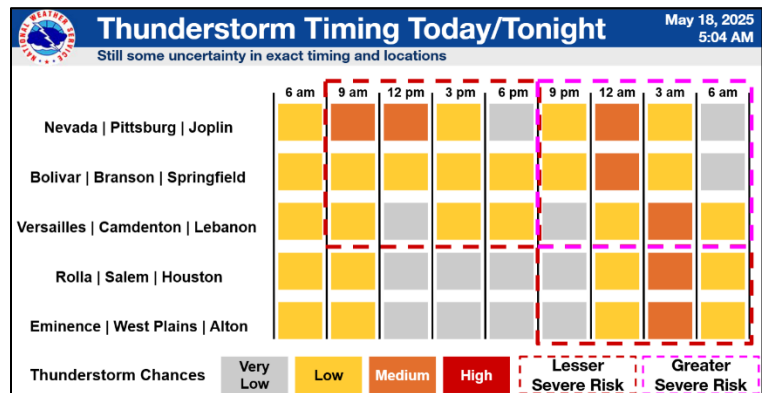 Thunderstorm Timing Today/Tonight
May 18, 2025
5:04 AM
Still some uncertainty in exact timing and locations
NATIONAL WEATHER SERVICE
6 am 9 am 12 pm 3 pm 6 pm 9 pm 12 am 3 am 6 am
Nevada | Pittsburg | Joplin
Bolivar | Branson | Springfield
Versailles | Camdenton | Lebanon
Rolla | Salem | Houston
Eminence | West Plains | Alton
Thunderstorm Chances
Very
Low
Low
Medium
High
Lesser
Severe Risk
Greater
Severe Risk